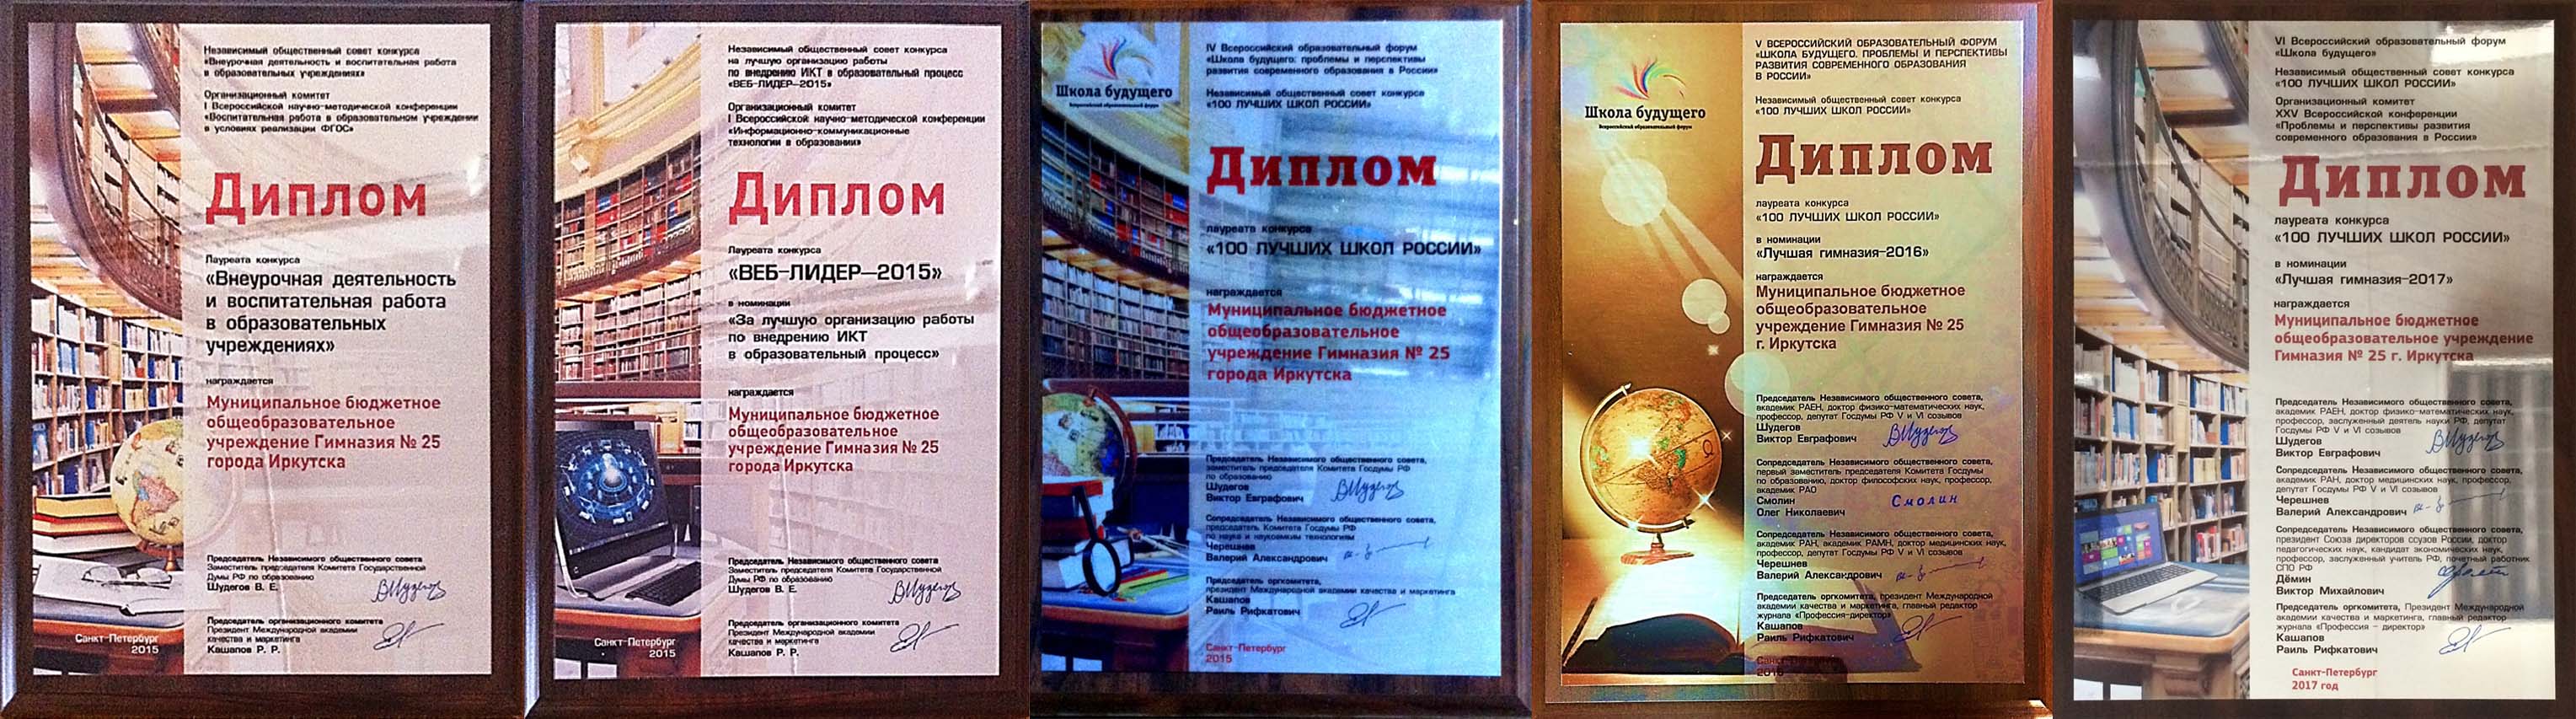 Независимый общественный совет конкурса
«Внеурочная деятельность и воспитательная работа
в образовательных учреждениях»
Организационный комитет
I Всероссийской научно-методической конференции
«Воспитательная работа в образовательном учреждении
в условиях реализации ФГОС»
Диплом
Лауреата конкурса
«Внеурочная деятельность
и воспитательная работа
в образовательных
учреждениях»
награждается
Муниципальное бюджетное
общеобразовательное
учреждение Гимназия № 25
города Иркутска
Председатель Независимого общественного совета
Заместитель председателя Комитета Государственной
Думы РФ по образованию
Шудегов В. Е.
Председатель организационного комитета
Президент Международной академии
качества и маркетинга
Кашапов Р. Р.
Санкт-Петербург
2015
Независимый общественный совет конкурса
на лучшую организацию работы
по внедрению ИКТ в образовательный процесс
«ВЕБ-ЛИДЕР—2015»
Организационный комитет
I Всероссийской научно-методической конференции
«Информационно-коммуникационные
технологии в образовании»
Диплом
Лауреата конкурса
«ВЕБ-ЛИДЕР—2015»
в номинации
«За лучшую организацию работы
по внедрению ИКТ
в образовательный процесс»
награждается
Муниципальное бюджетное
общеобразовательное
учреждение Гимназия № 25
города Иркутска
Председатель Независимого общественного совета
Заместитель председателя Комитета Государственной
Думы РФ по образованию
Шудегов В. Е.
Председатель организационного комитета
Президент Международной академии
качества и маркетинга
Кашапов Р. Р.
Санкт-Петербург
2015
Школа будущего
Всероссийский образовательный форум
IV Всероссийский образовательный форум
«Школа будущего: проблемы и перспективы
развития современного образования в России»
Независимый общественный совет конкурса
«100 ЛУЧШИХ ШКОЛ РОССИИ»
Диплом
лауреата конкурса
«100 ЛУЧШИХ ШКОЛ РОССИИ»
награждается
Муниципальное бюджетное
общеобразовательное
учреждение Гимназия № 25
города Иркутска
Председатель Независимого общественного совета,
заместитель председателя Комитета Госдумы РФ
по образованию
Шудегов
Виктор Евграфович
Сопредседатель Независимого общественного совета,
председатель Комитета Госдумы РФ
по науке и наукоемким технологиям
Черешнев
Валерий Александрович
Председатель оргкомитета,
президент Международной академии качества и маркетинга
Кашапов
Раиль Рифкатович
Санкт-Петербург
2015
Школа будущего
Всероссийский образовательный форум
V ВСЕРОССИЙСКИЙ ОБРАЗОВАТЕЛЬНЫЙ ФОРУМ
«ШКОЛА БУДУЩЕГО. ПРОБЛЕМЫ И ПЕРСПЕКТИВЫ
РАЗВИТИЯ СОВРЕМЕННОГО ОБРАЗОВАНИЯ
В РОССИИ»
Независимый общественный совет конкурса
«100 ЛУЧШИХ ШКОЛ РОССИИ»
Диплом
лауреата конкурса
«100 ЛУЧШИХ ШКОЛ РОССИИ»
в номинации
«Лучшая гимназия-2016»
награждается
Муниципальное бюджетное
общеобразовательное
учреждение Гимназия № 25
г. Иркутска
Председатель Независимого общественного совета,
академик РАЕН, доктор физико-математических наук,
профессор, депутат Госдумы РФ V и VI созывов
Шудегов
Виктор Евграфович
Сопредседатель Независимого общественного совета,
первый заместитель председателя Комитета Госдумы
по образованию, доктор философских наук, профессор,
академик РАО
Смолин
Олег Николаевич
Смолин
Сопредседатель Независимого общественного совета,
академик РАН, академик РАМН, доктор медицинских наук,
профессор, депутат Госдумы РФ V и VI созывов
Черешнев
Валерий Александрович
Председатель оргкомитета, президент Международной
академии качества и маркетинга, главный редактор
журнала «Профессия-директор»
Кашапов
Раиль Рифкатович
Санкт-Петербург
2016
VI Всероссийский образовательный форум
«Школа будущего»
Независимый общественный совет конкурса
«100 ЛУЧШИХ ШКОЛ РОССИИ»
Организационный комитет
XXV Всероссийской конференции
«Проблемы и перспективы развития
современного образования в России»
Диплом
лауреата конкурса
«100 ЛУЧШИХ ШКОЛ РОССИИ»
в номинации
«Лучшая гимназия-2017»
награждается
Муниципальное бюджетное
общеобразовательное учреждение
Гимназия № 25 г. Иркутска
Председатель Независимого общественного совета,
академик РАЕН, доктор физико-математических наук,
профессор, заслуженный деятель науки РФ, депутат
Госдумы РФ V и VI созывов
Шудегов
Виктор Евграфович
Сопредседатель Независимого общественного совета,
академик РАН, доктор медицинских наук, профессор,
депутат Госдумы РФ V и VI созывов
Черешнев
Валерий Александрович
Сопредседатель Независимого общественного совета,
президент Союза директоров ссузов России, доктор
педагогических наук, кандидат экономических наук,
профессор, заслуженный учитель РФ, почетный работник
СПО РФ
Дёмин
Виктор Михайлович
Председатель оргкомитета, Президент Международной
академии качества и маркетинга, главный редактор
журнала «Профессия – директор»
Кашапов
Раиль Рифкатович
Санкт-Петербург
2017 год